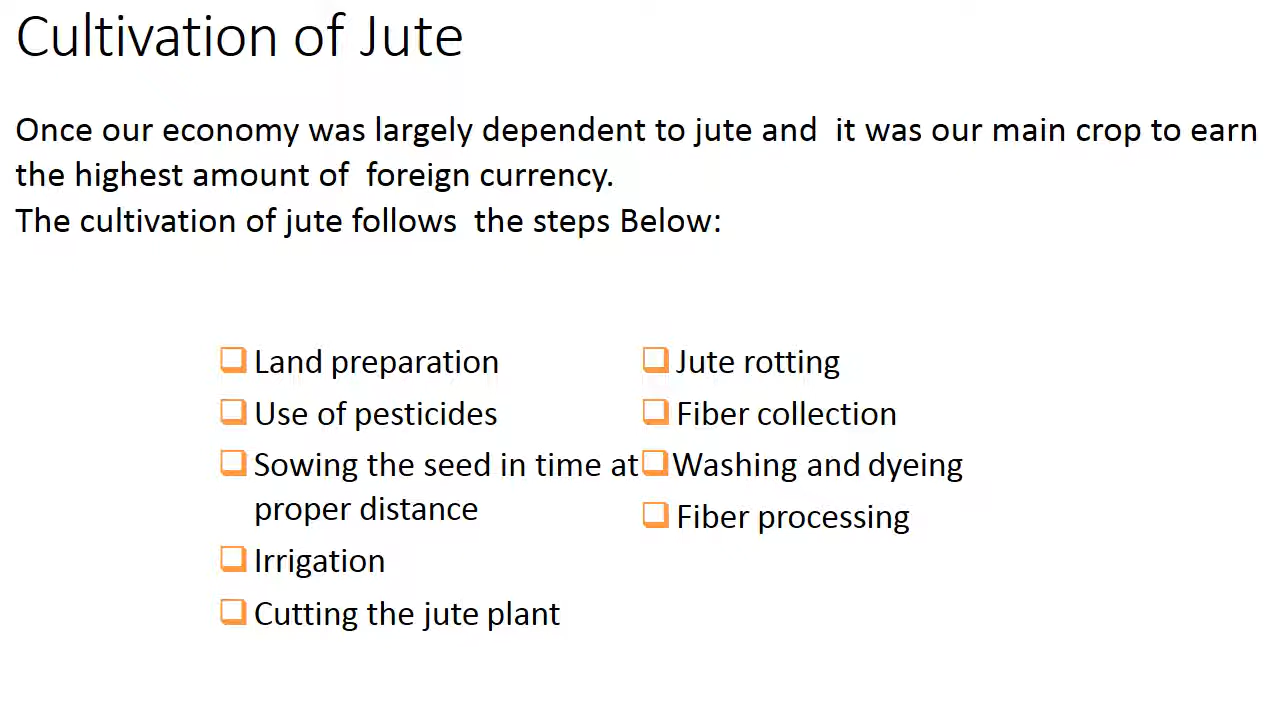 Cultivation of Jute
Once our economy was largely dependent to jute and it was our main crop to earn
the highest amount of foreign currency.
The cultivation of jute follows the steps Below:
Land preparation
Use of pesticides
Sowing the seed in time at
proper distance
Irrigation
Cutting the jute plant
Jute rotting
Fiber collection
Washing and dyeing
Fiber processing